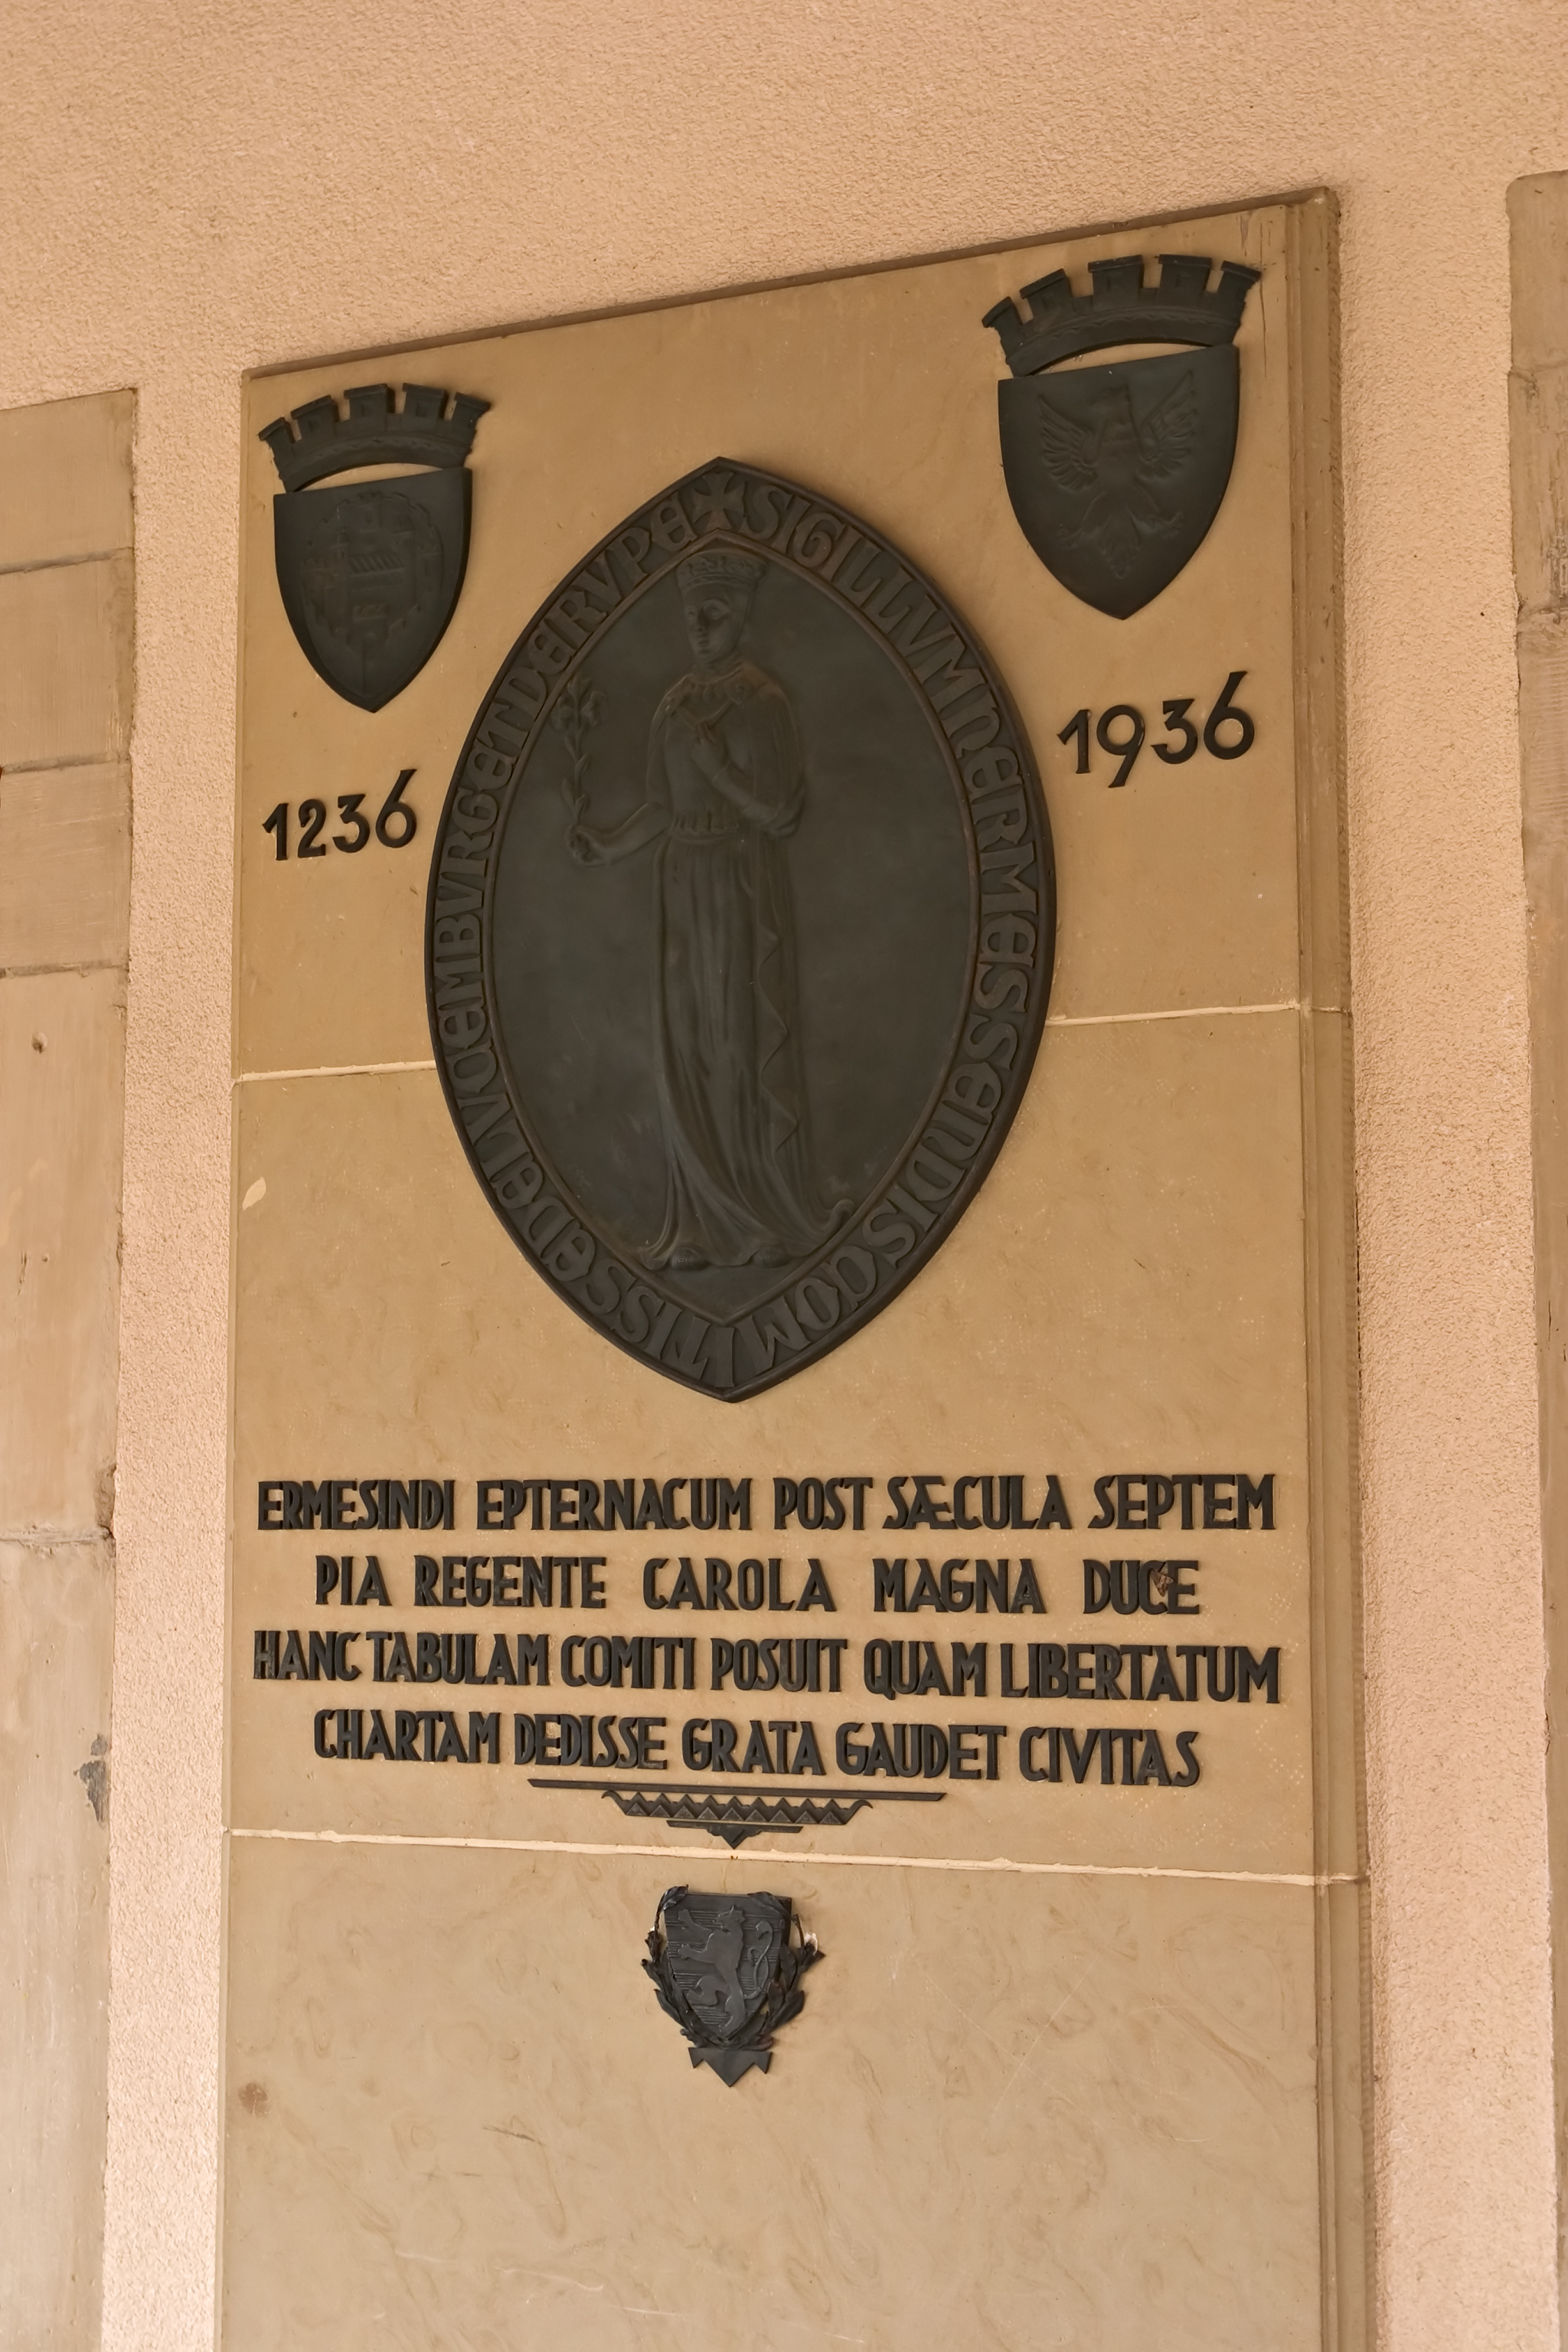 1236
1936
✠ SIGILLVM ERMESSENDIS COMITISSE DE LVCEMBVRG ET DE RVPE
ERMESINDI EPTERNACUM POST SÆCULA SEPTEM
PIA REGENTE CAROLA MAGNA DUCE
HANC TABULAM COMITI POSUIT QUAM LIBERTATUM
CHARTAM DEDISSE GRATA GAUDET CIVITAS